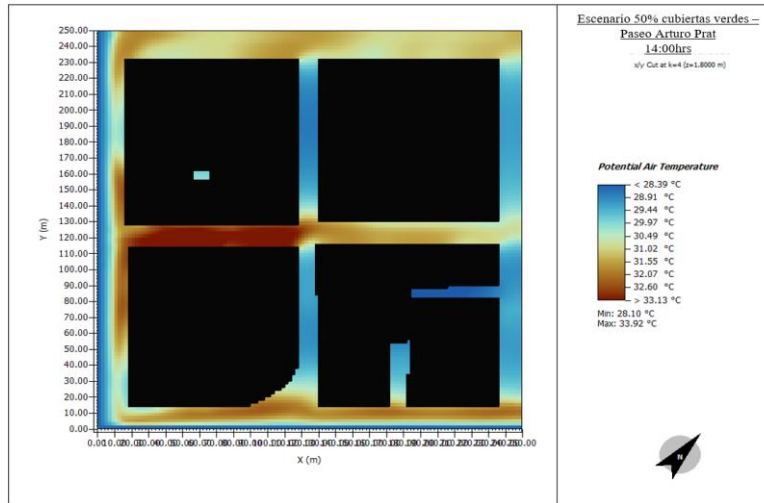 Escenario 50% cubiertas verdes –
Paseo Arturo Prat
14:00hrs
x/y Cut at k=4 (z=1.8000 m)
Potential Air Temperature
< 28.39 °C
28.91 °C
29.44 °C
29.97 °C
30.49 °C
31.02 °C
31.55 °C
32.07 °C
32.60 °C
> 33.13 °C
Min: 28.10 °C
Max: 33.92 °C
N
Y (m)
250.00
240.00
230.00
220.00
210.00
200.00
190.00
180.00
170.00
160.00
150.00
140.00
130.00
120.00
110.00
100.00
90.00
80.00
70.00
60.00
50.00
40.00
30.00
20.00
10.00
0.00
X (m)